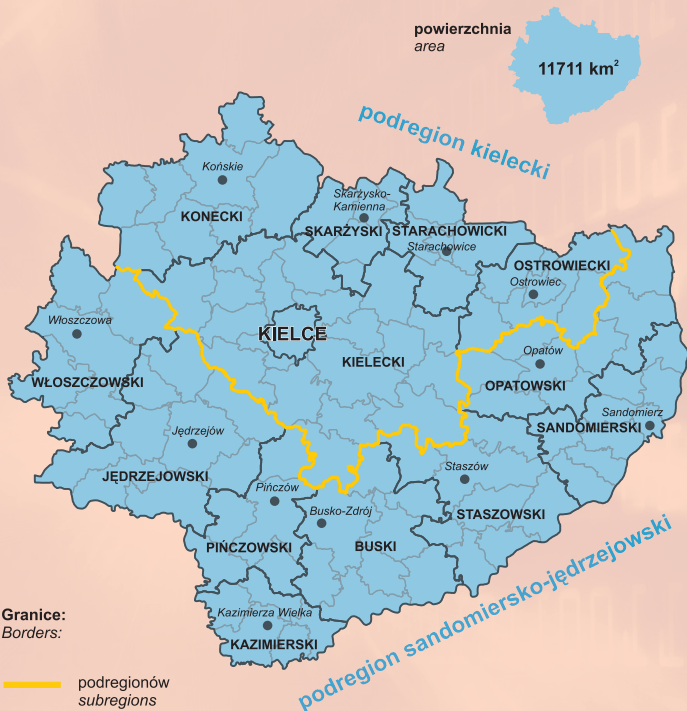 powierzchnia
area
11711 km²
podregion kielecki
Końskie
KONECKI
Skarżysko-
Kamienna
SKARŻYSKI
STARACHOWICKI
Starachowice
OSTROWIECKI
Ostrowiec
Włoszczowa
KIELCE
KIELECKI
Opatów
OPATOWSKI
WŁOSZCZOWSKI
Sandomierz
SANDOMIERSKI
Jędrzejów
JĘDRZEJOWSKI
Staszów
STASZOWSKI
Pińczów
PIŃCZOWSKI
Busko-Zdrój
BUSKI
Kazimierza Wielka
KAZIMIERSKI
podregion sandomiersko-jędrzejowski
Granice:
Borders:
podregionów
subregions